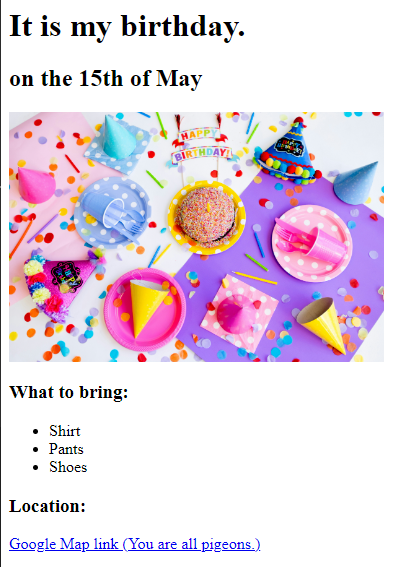 It is my birthday.
on the 15th of May
HAPPY
BIRTHDAY!
What to bring:
Shirt
Pants
Shoes
Location:
Google Map link (You are all pigeons.)